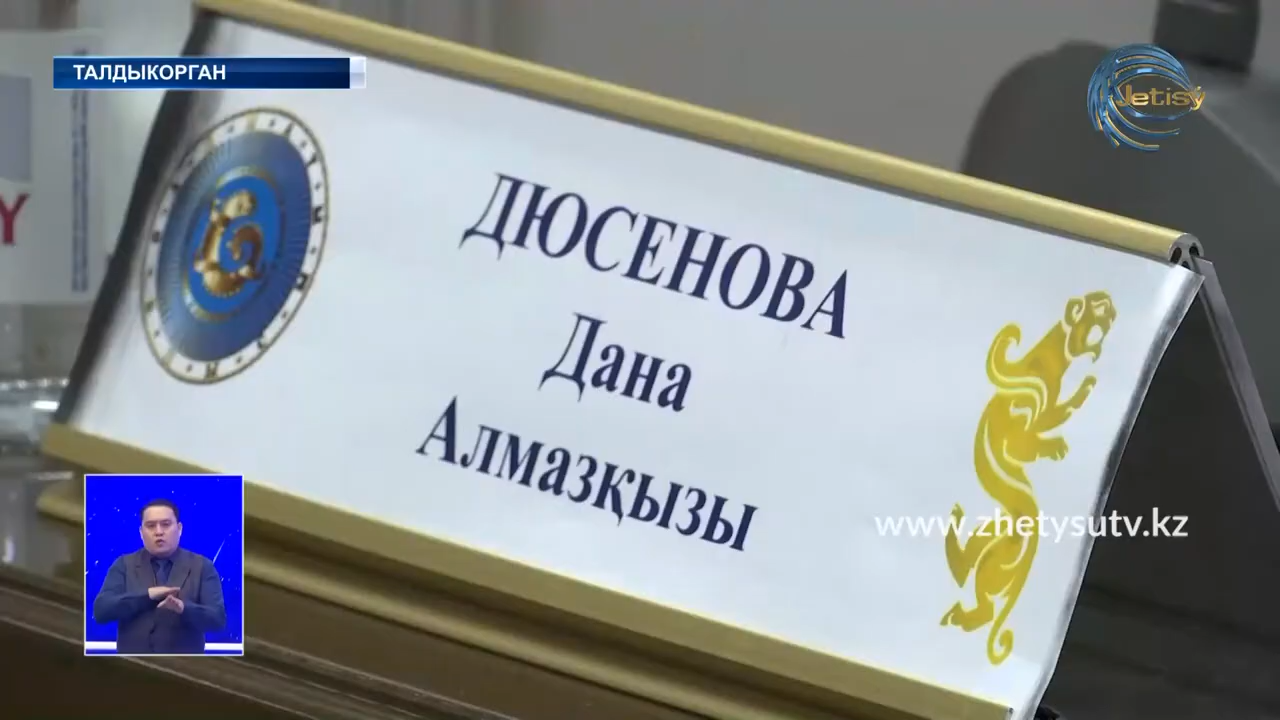 ТАЛДЫКОРГАН
Jetisy
ДЮСЕНОВА
Дана
Алмазқызы
www.zhetysutv.kz